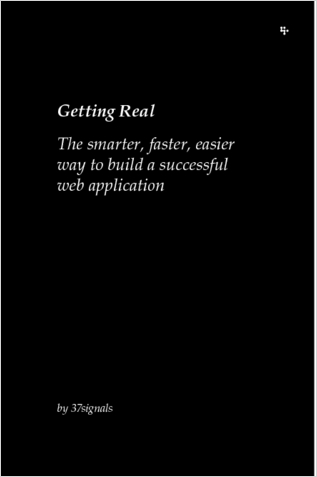 Getting Real
The smarter, faster, easier
way to build a successful
web application
by 37signals